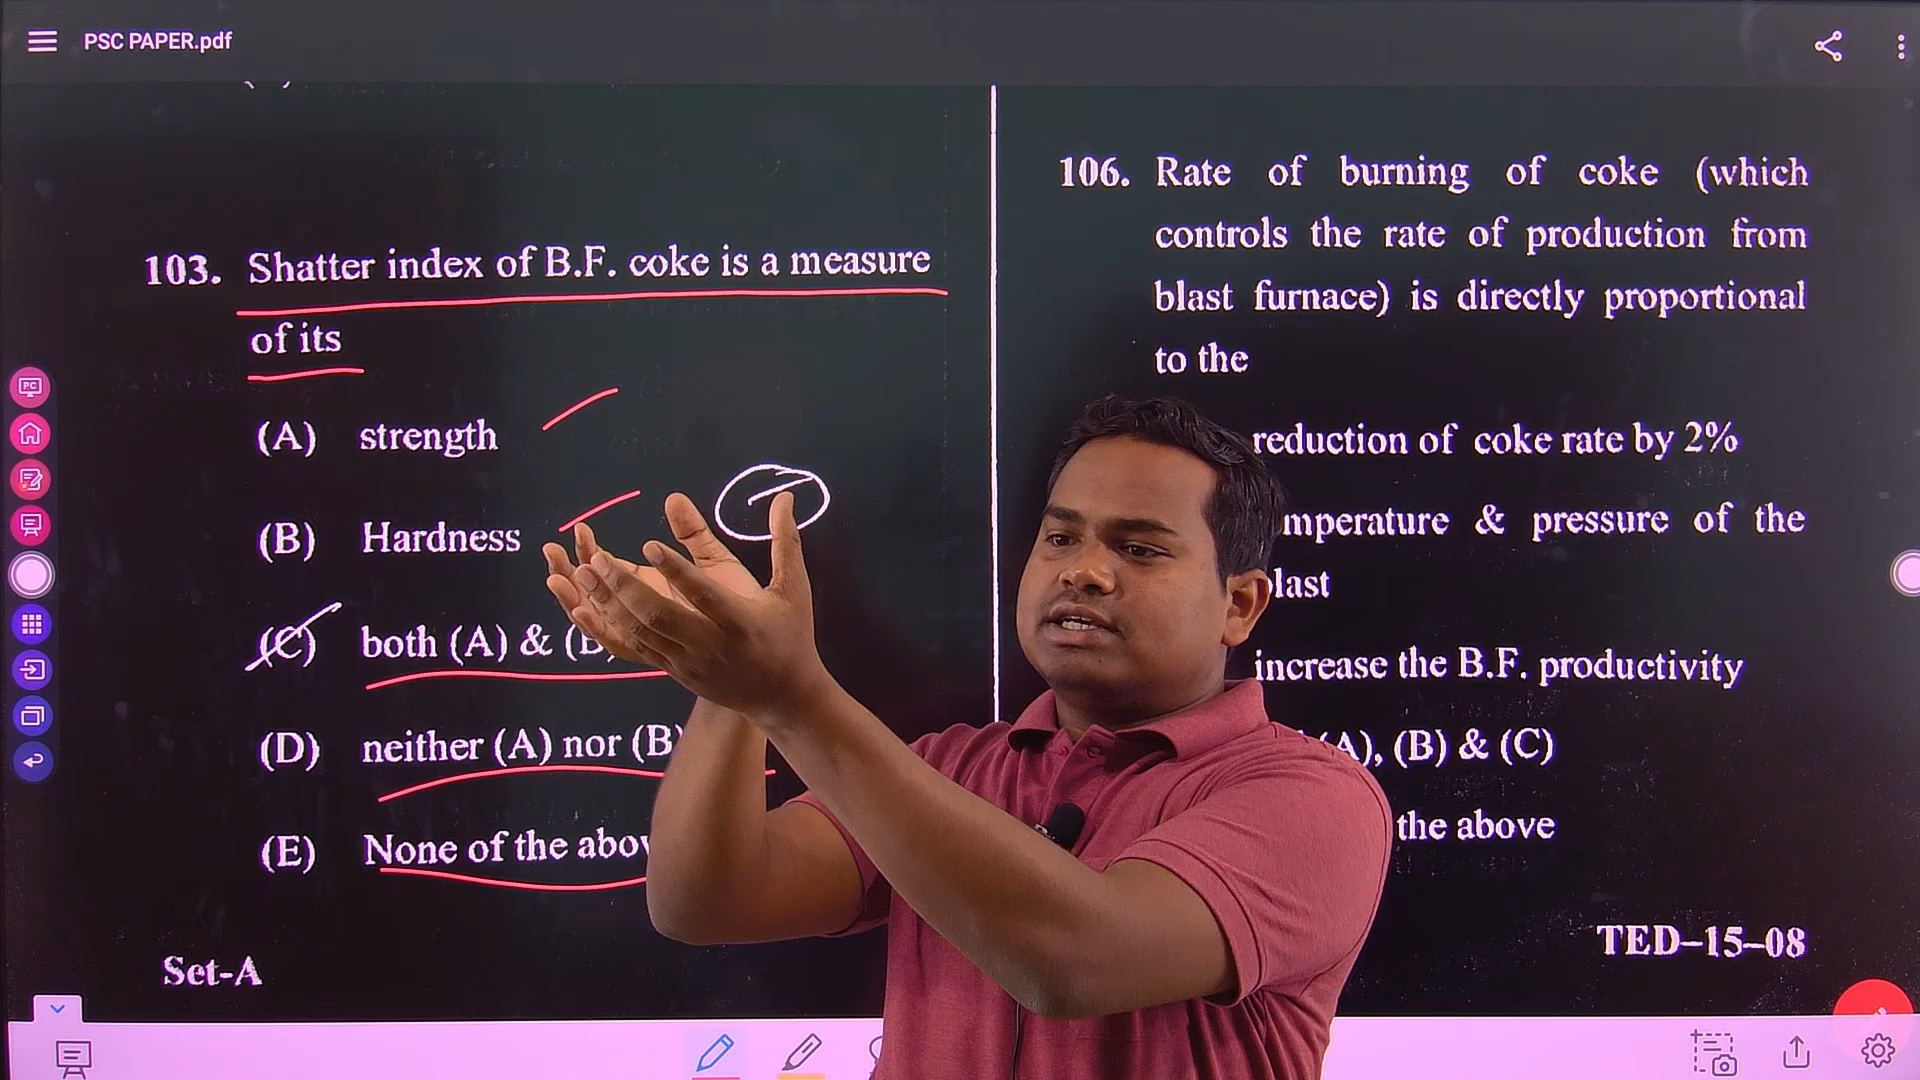 PSC PAPER.pdf
103. Shatter index of B.F. coke is a measure
of its
(A) strength
(B) Hardness
(C) both (A) & (B)
(D) neither (A) nor (B)
(E) None of the
Set-A
106. Rate of burning of coke (which
controls the rate of production from
blast furnace) is directly proportional
to the
reduction of coke rate by 2%
& pressure of the
increase the B.F. productivity
(B) & (C)
the above
TED-15-08
PC